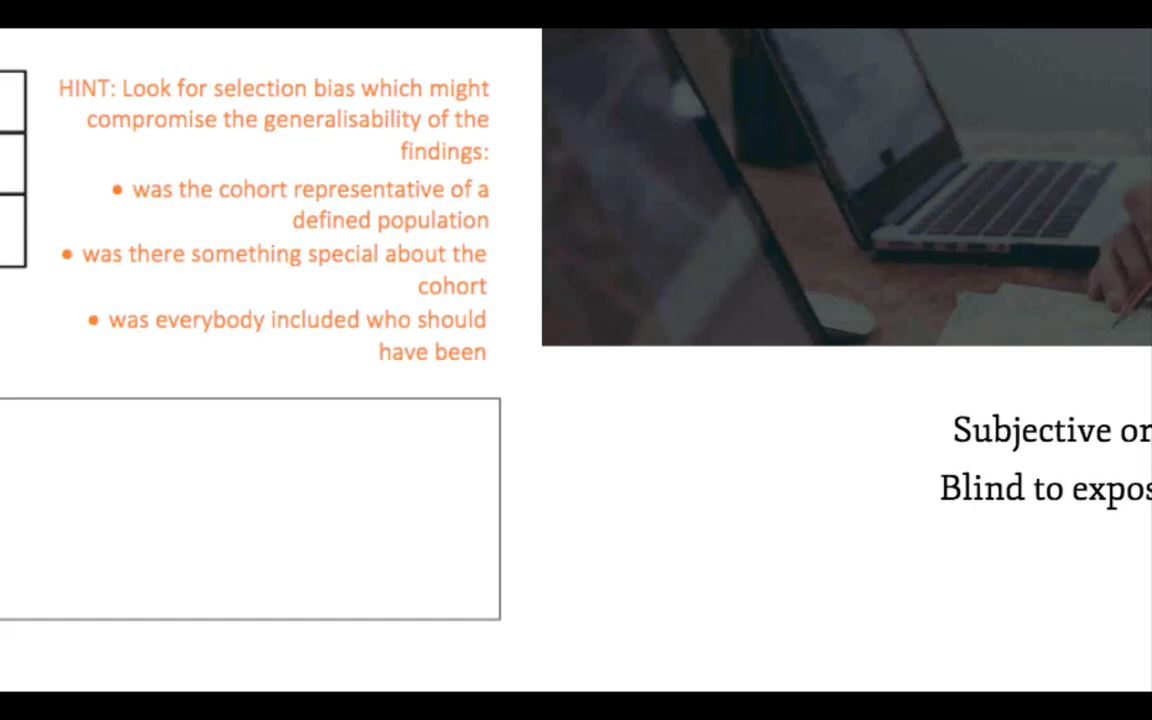 HINT: Look for selection bias which might
compromise the generalisability of the
findings:
• was the cohort representative of a
defined population
• was there something special about the
cohort
• was everybody included who should
have been
Subjective or
Blind to expos